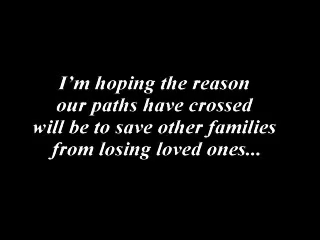 I'm hoping the reason
our paths have crossed
will be to save other families
from losing loved ones...